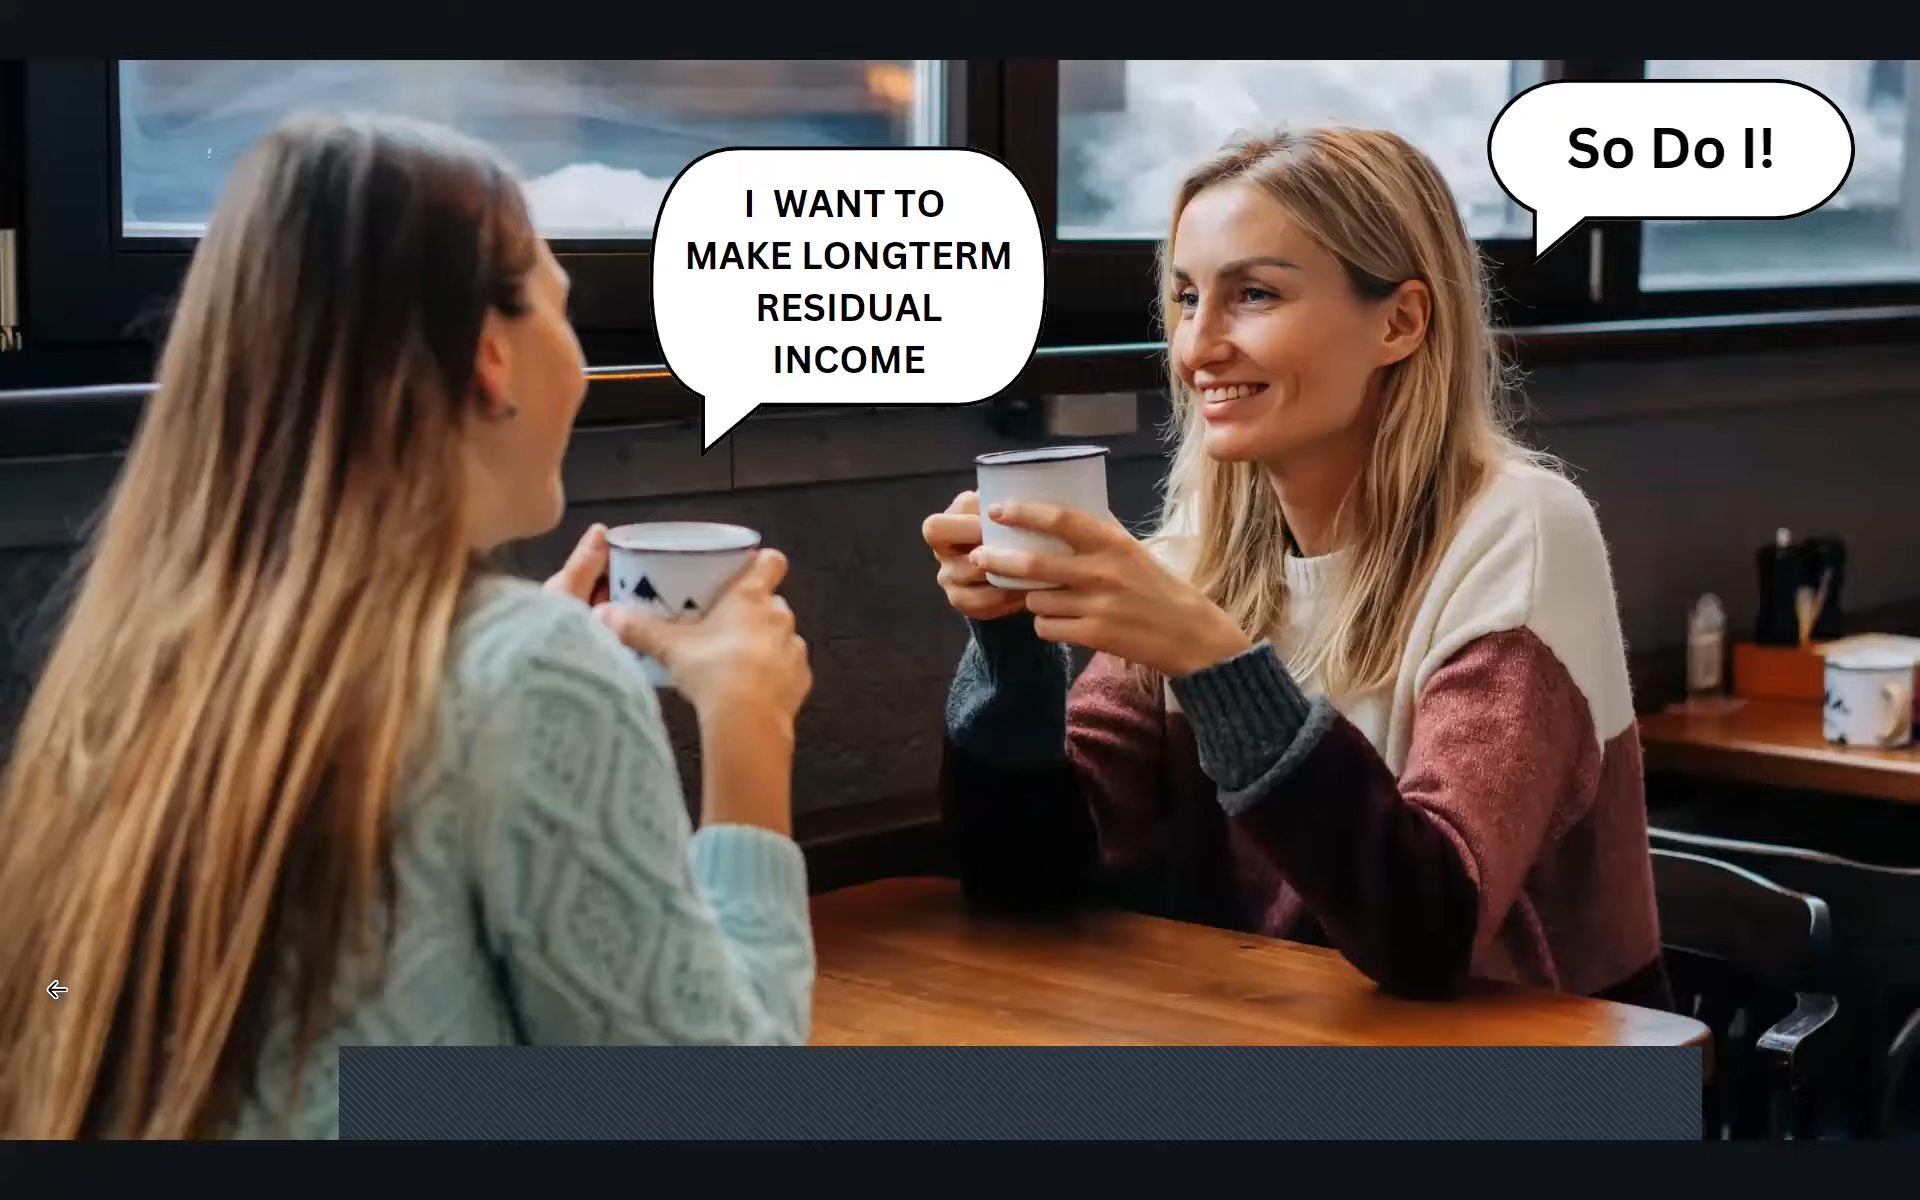 I WANT TO
MAKE LONGTERM
RESIDUAL
INCOME
So Do I!